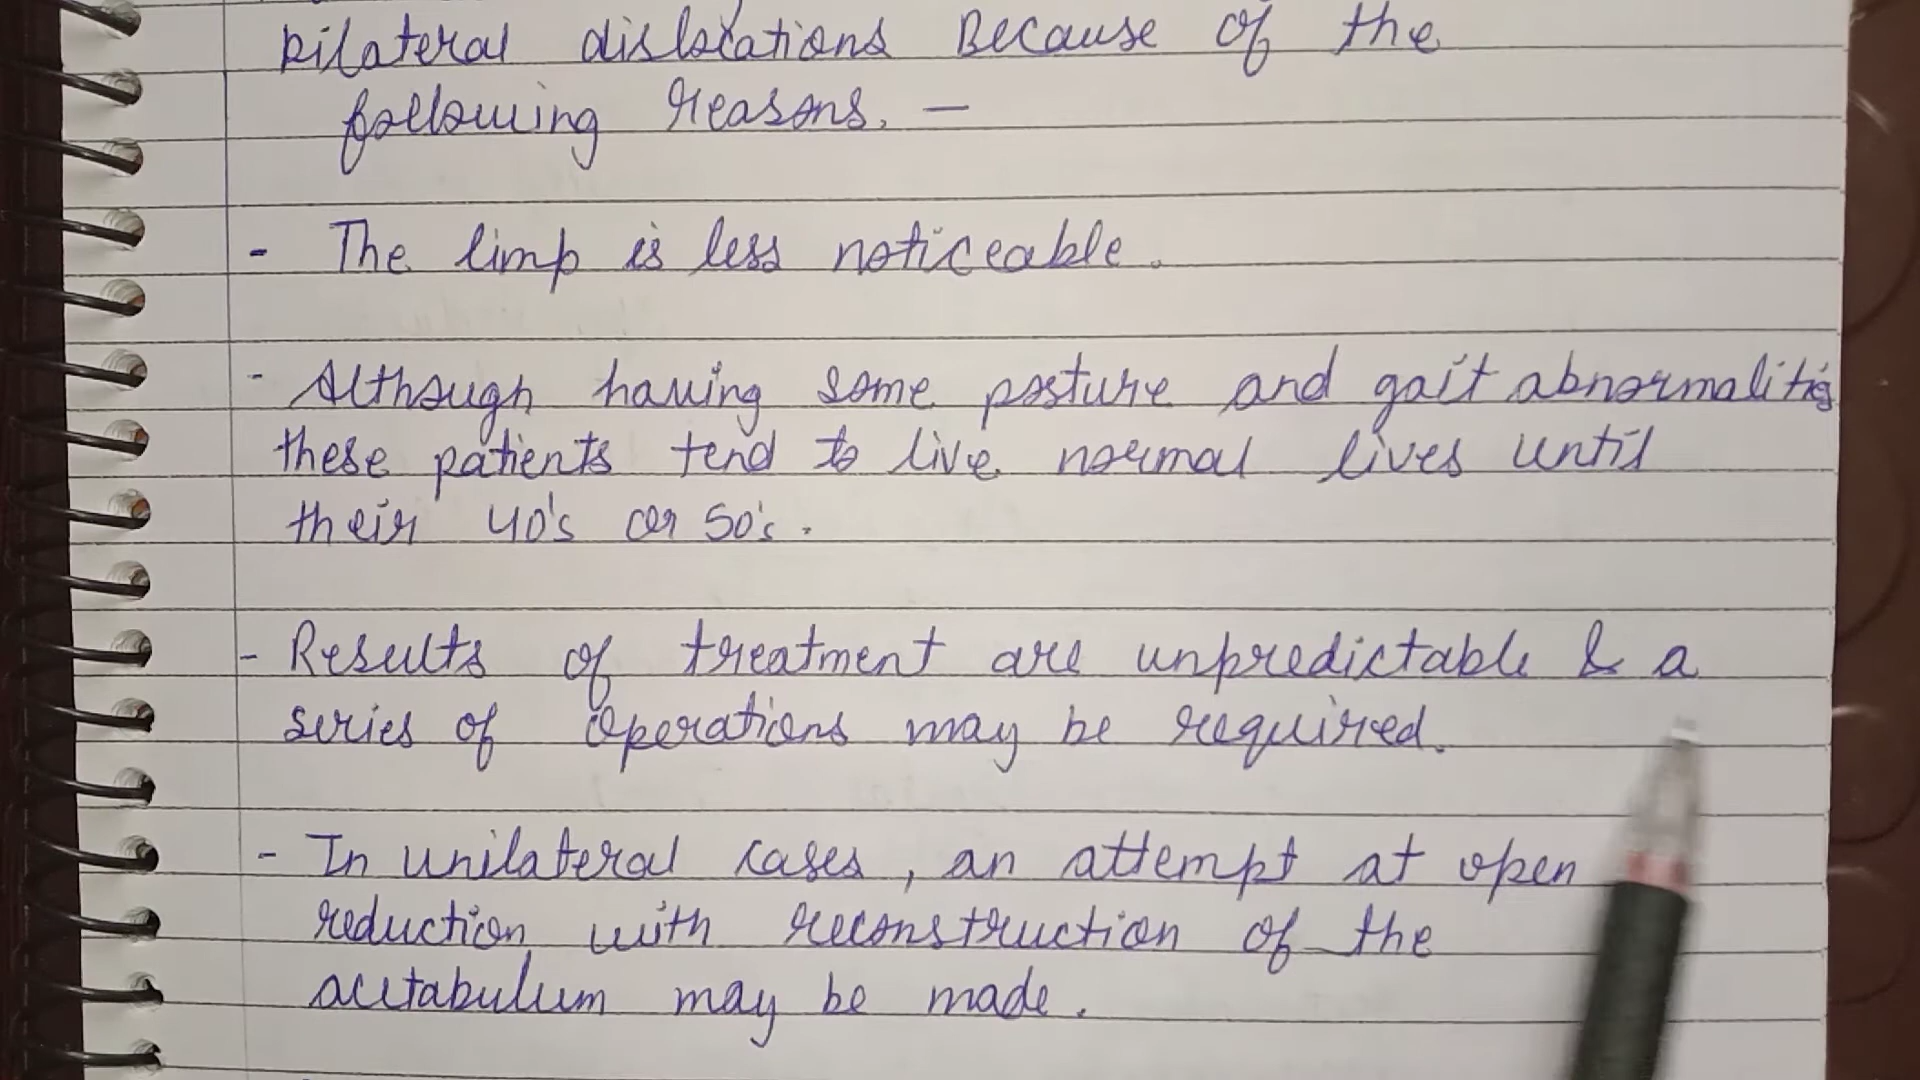 bilateral dislocations Because of the
following reasons. —
- The limp is less noticeable.
- Although having some posture and gait abnormalities
these patients tend to live normal lives until
their 40's or 50's.
- Results of treatment are unpredictable & a
series of operations may be required.
- In unilateral cases, an attempt at open
reduction with reconstruction of the
acetabulum may be made.